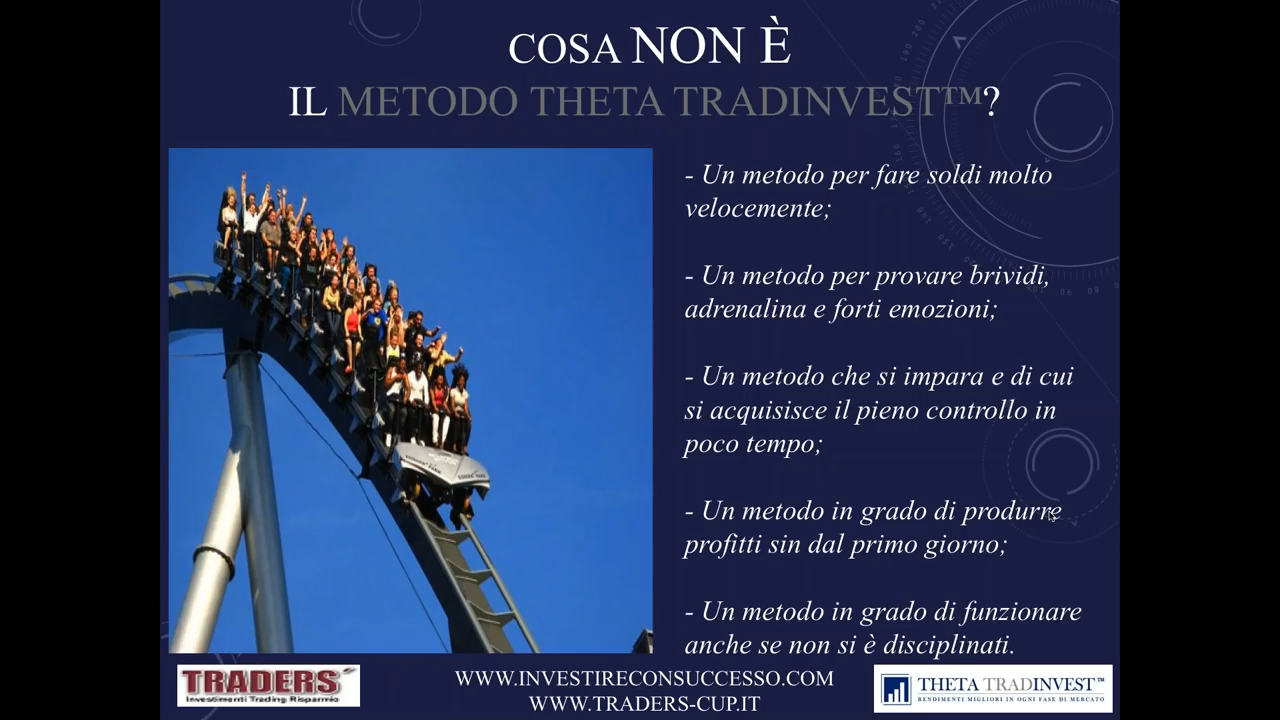 COSA NON È
IL METODO THETA TRADINVEST™?
- Un metodo per fare soldi molto
velocemente;
- Un metodo per provare brividi,
adrenalina e forti emozioni;
- Un metodo che si impara e di cui
si acquisisce il pieno controllo in
poco tempo;
- Un metodo in grado di produrre
profitti sin dal primo giorno;
- Un metodo in grado di funzionare
anche se non si è disciplinati.
TRADERS´
Investimenti Trading Risparmio
WWW.INVESTIRECONSUCCESSO.COM
WWW.TRADERS-CUP.IT
THETA TRADINVEST™
RENDIMENTI MIGLIORI IN OGNI FASE DI MERCATO